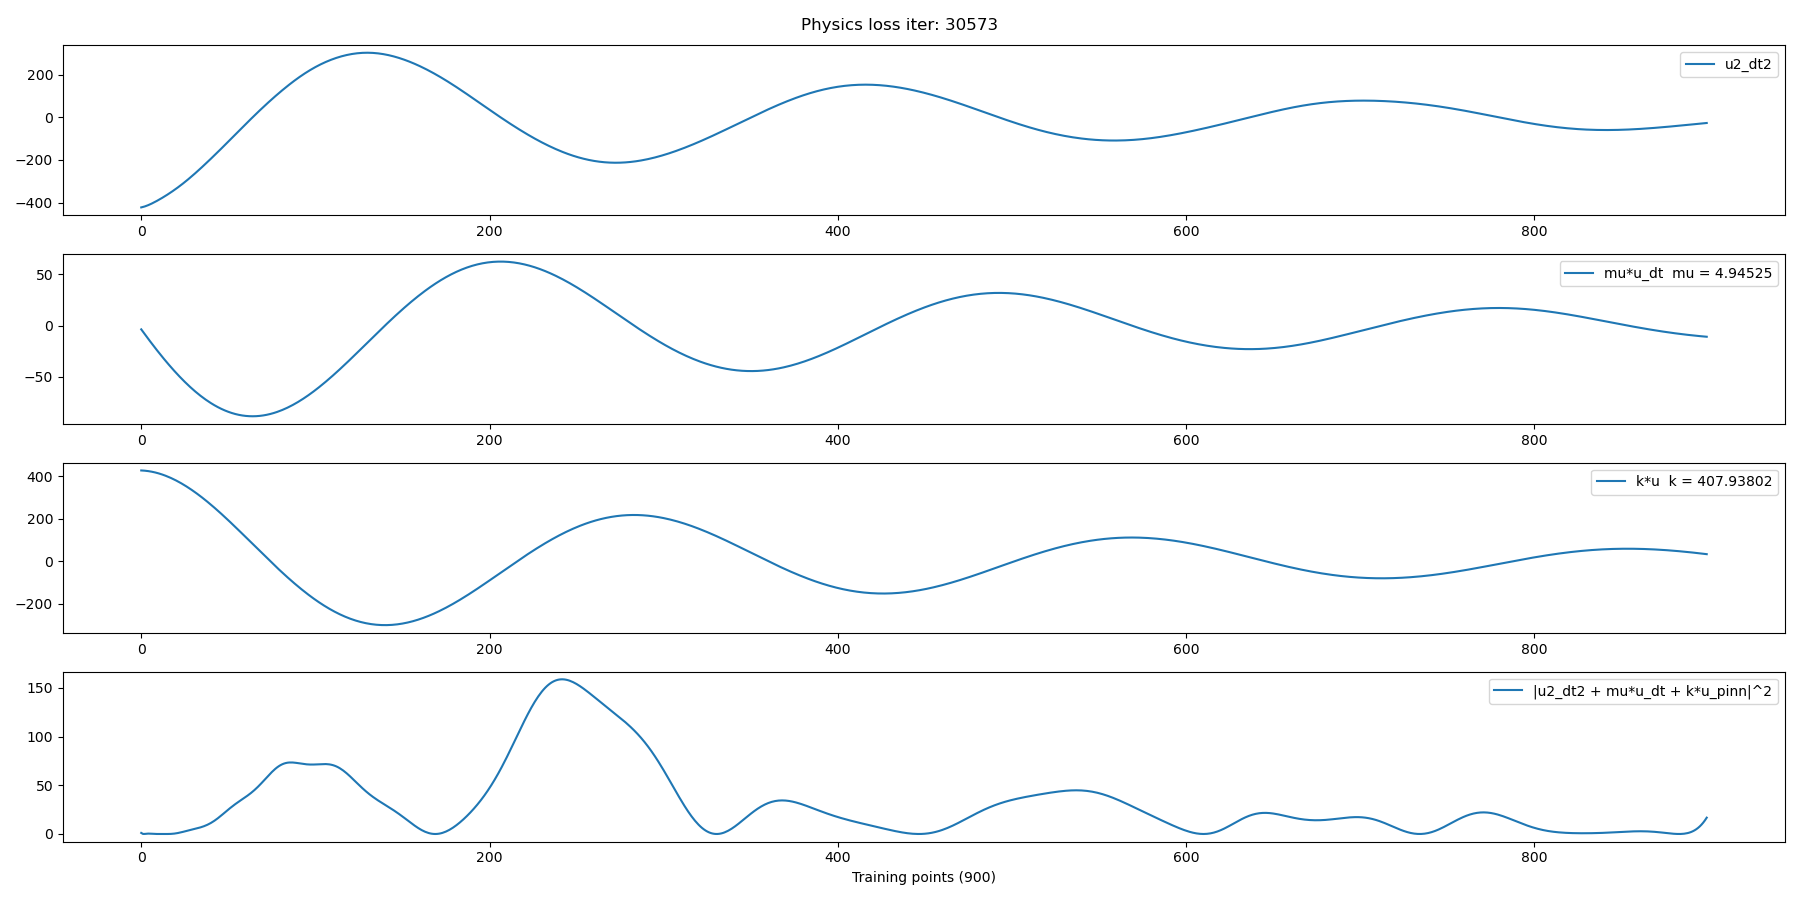 Physics loss iter: 30573
200
0
−200
−400
u2_dt2
0 200 400 600 800
50
0
−50
mu*u_dt  mu = 4.94525
0 200 400 600 800
400
200
0
−200
k*u  k = 407.93802
0 200 400 600 800
150
100
50
0
|u2_dt2 + mu*u_dt + k*u_pinn|^2
0 200 400 600 800
Training points (900)